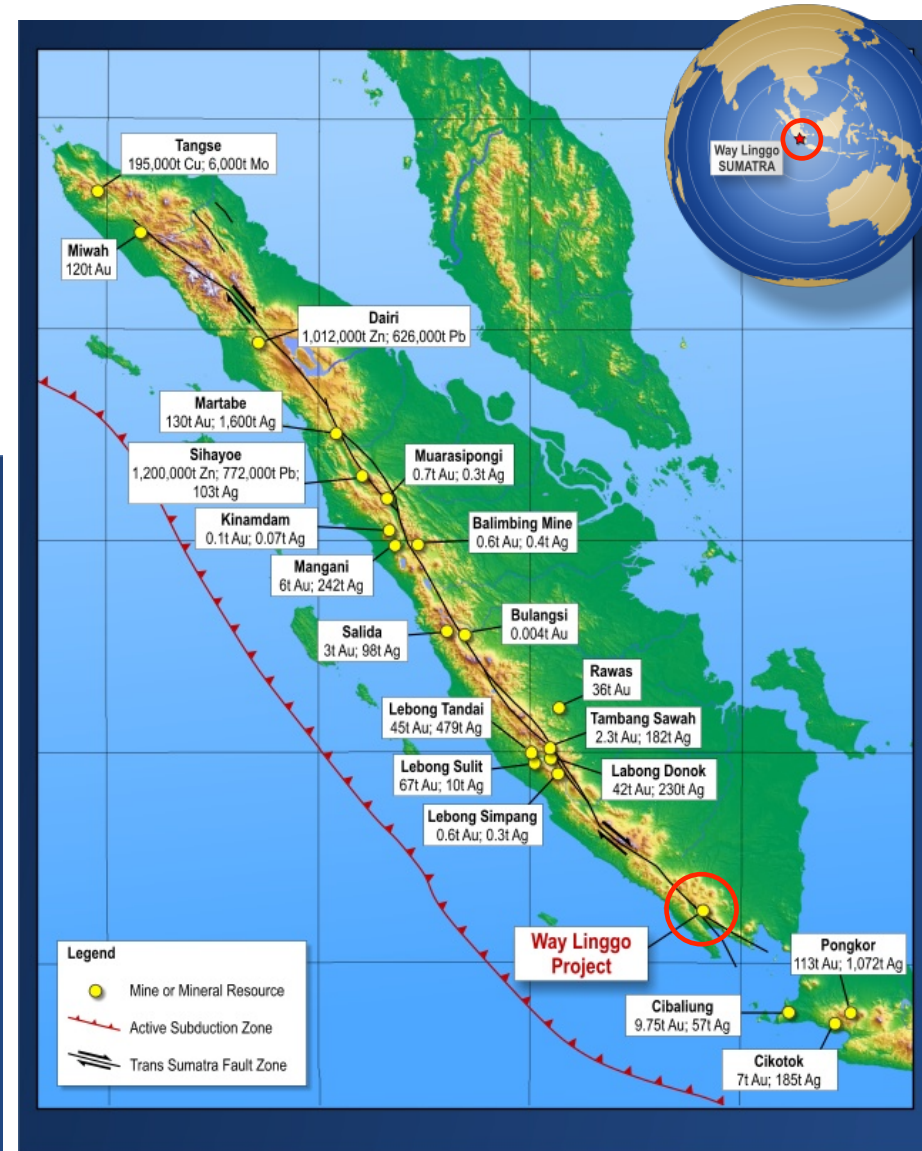 Way Linggo
SUMATRA
Tangse
195,000t Cu; 6,000t Mo
Miwah
120t Au
Dairi
1,012,000t Zn; 626,000t Pb
Martabe
130t Au; 1,600t Ag
Sihayoe
1,200,000t Zn; 772,000t Pb;
103t Ag
Muarasipongi
0.7t Au; 0.3t Ag
Kinamdam
0.1t Au; 0.07t Ag
Balimbing Mine
0.6t Au; 0.4t Ag
Mangani
6t Au; 242t Ag
Bulangsi
0.004t Au
Salida
3t Au; 98t Ag
Rawas
36t Au
Lebong Tandai
45t Au; 479t Ag
Tambang Sawah
2.3t Au; 182t Ag
Lebong Sulit
67t Au; 10t Ag
Labong Donok
42t Au; 230t Ag
Lebong Simpang
0.6t Au; 0.3t Ag
Way Linggo
Project
Pongkor
113t Au; 1,072t Ag
Cibaliung
9.75t Au; 57t Ag
Cikotok
7t Au; 185t Ag
Legend
Mine or Mineral Resource
Active Subduction Zone
Trans Sumatra Fault Zone